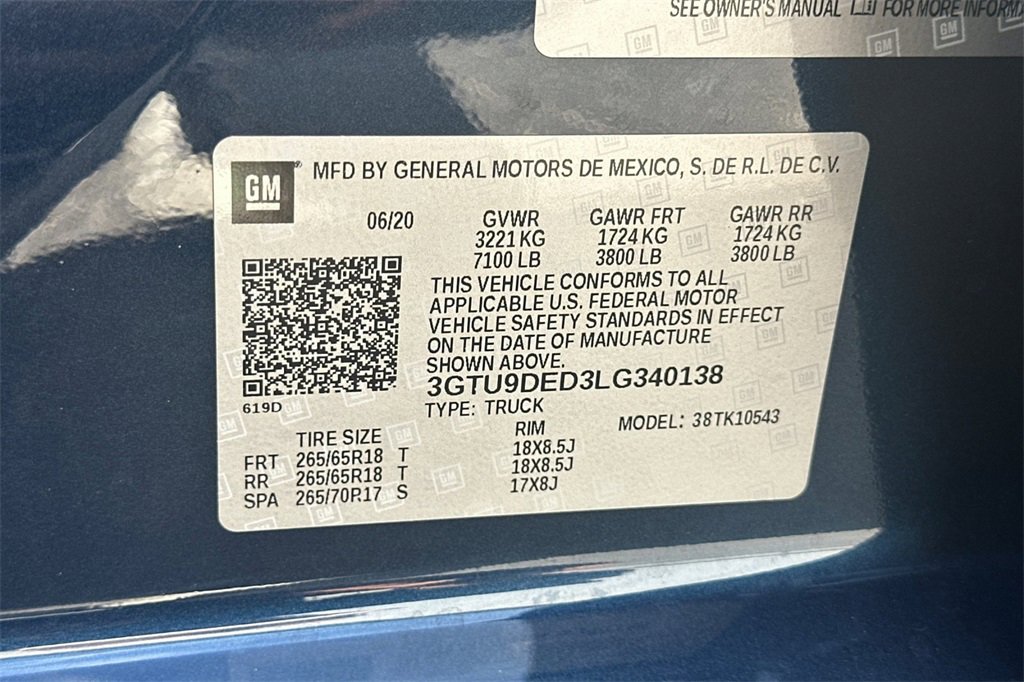 SEE OWNER'S MANUAL FOR MORE INFORM
GM
MFD BY GENERAL MOTORS DE MEXICO, S. DE R.L. DE C.V.
06/20 GVWR GAWR FRT GAWR RR
3221 KG 1724 KG 1724 KG
7100 LB 3800 LB 3800 LB
THIS VEHICLE CONFORMS TO ALL
APPLICABLE U.S. FEDERAL MOTOR
VEHICLE SAFETY STANDARDS IN EFFECT
ON THE DATE OF MANUFACTURE
SHOWN ABOVE.
3GTU9DED3LG340138
619D
TYPE: TRUCK
MODEL: 38TK10543
TIRE SIZE RIM
FRT 265/65R18 T 18X8.5J
RR 265/65R18 T 18X8.5J
SPA 265/70R17 S 17X8J